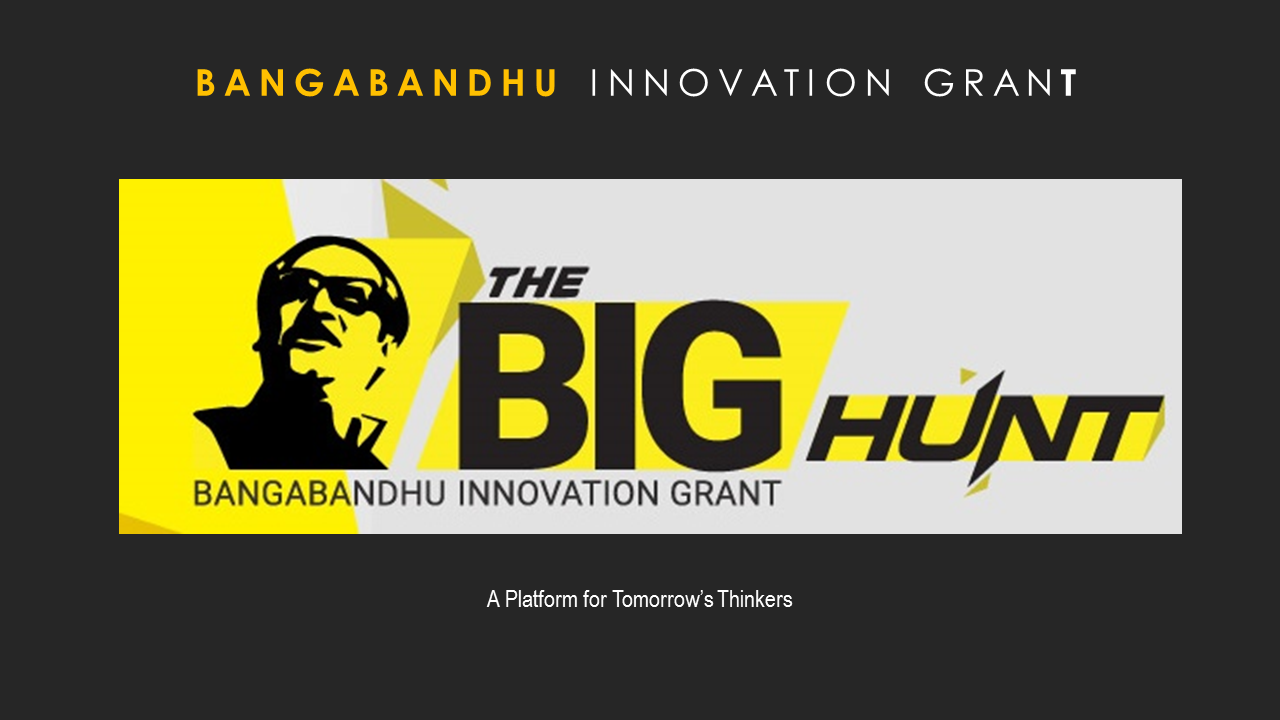 BANGABANDHU INNOVATION GRANT
THE
BIG
HUNT
BANGABANDHU INNOVATION GRANT
A Platform for Tomorrow’s Thinkers